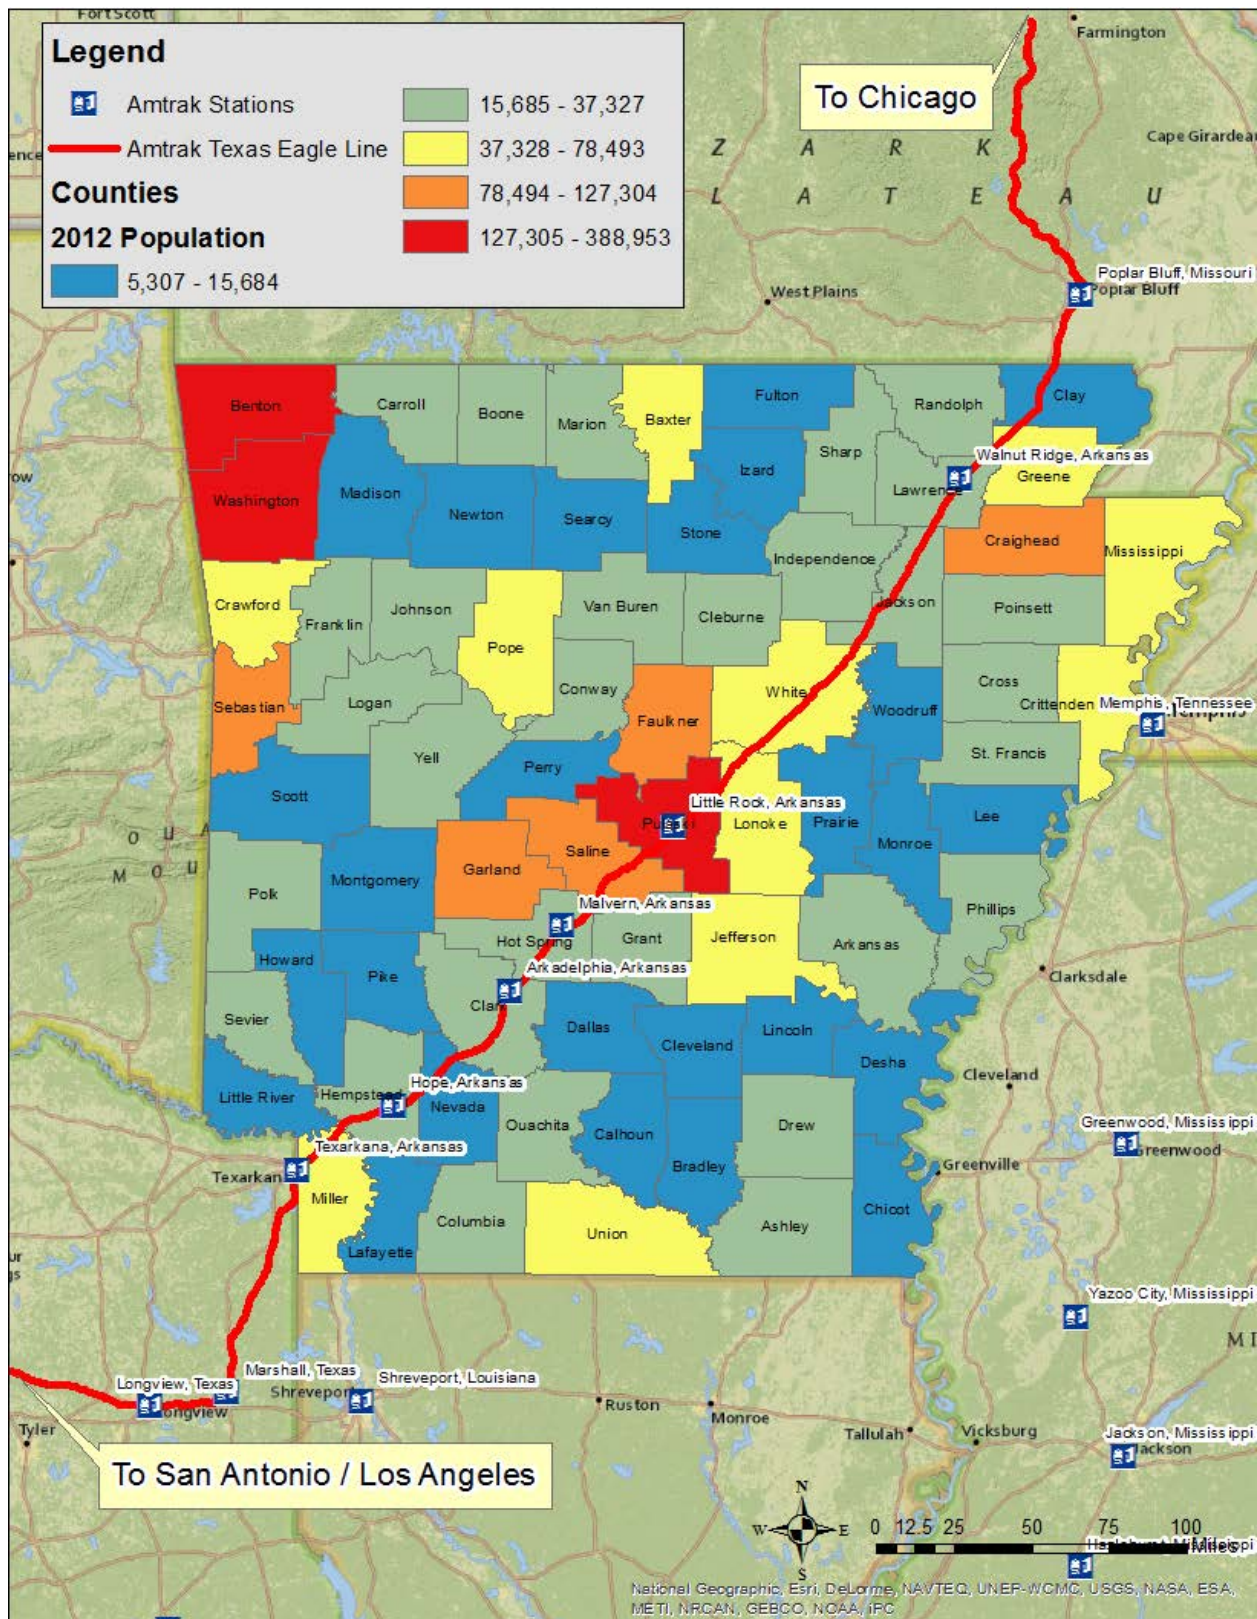 Fort Scott
Legend
Amtrak Stations
Amtrak Texas Eagle Line
Counties
2012 Population
5,307 - 15,684
15,685 - 37,327
37,328 - 78,493
78,494 - 127,304
127,305 - 388,953
Farmington
To Chicago
Cape Girardeau
Z A R K
L A T E A U
Poplar Bluff, Missouri
Poplar Bluff
West Plains
Benton
Carroll
Boone
Marion
Baxter
Fulton
Randolph
Clay
Sharp
Walnut Ridge, Arkansas
Izard
Lawrence
Greene
Washington
Madison
Newton
Searcy
Stone
Craighead
Mississippi
Independence
Crawford
Franklin
Johnson
Van Buren
Cleburne
Jackson
Poinsett
Pope
Conway
White
Cross
Sebastian
Logan
Faulkner
Woodruff
Crittenden
Memphis, Tennessee
Memphis
Yell
St. Francis
Perry
Scott
Little Rock, Arkansas
Pulaski
Lonoke
Prairie
Lee
O U A
M O U
Saline
Garland
Monroe
Polk
Montgomery
Malvern, Arkansas
Phillips
Hot Spring
Grant
Jefferson
Arkansas
Howard
Pike
Arkadelphia, Arkansas
Clark
Clarksdale
Sevier
Dallas
Lincoln
Cleveland
Desha
Cleveland
Little River
Hempstead
Hope, Arkansas
Nevada
Ouachita
Calhoun
Drew
Greenwood, Mississippi
Greenwood
Texarkana, Arkansas
Texarkan
Bradley
Greenville
Miller
Columbia
Union
Ashley
Chicot
Lafayette
Yazoo City, Mississippi
MI
Marshall, Texas
Longview, Texas
Longview
Shreveport
Shreveport, Louisiana
Ruston
Monroe
Tyler
Tallulah
Vicksburg
Jackson, Mississippi
Jackson
To San Antonio / Los Angeles
N
W E
S
0 12.5 25 50 75 100
Miles
Hazlehurst, Mississippi
National Geographic, Esri, DeLorme, NAVTEQ, UNEP-WCMC, USGS, NASA, ESA,
METI, NRCAN, GEBCO, NOAA, iPC